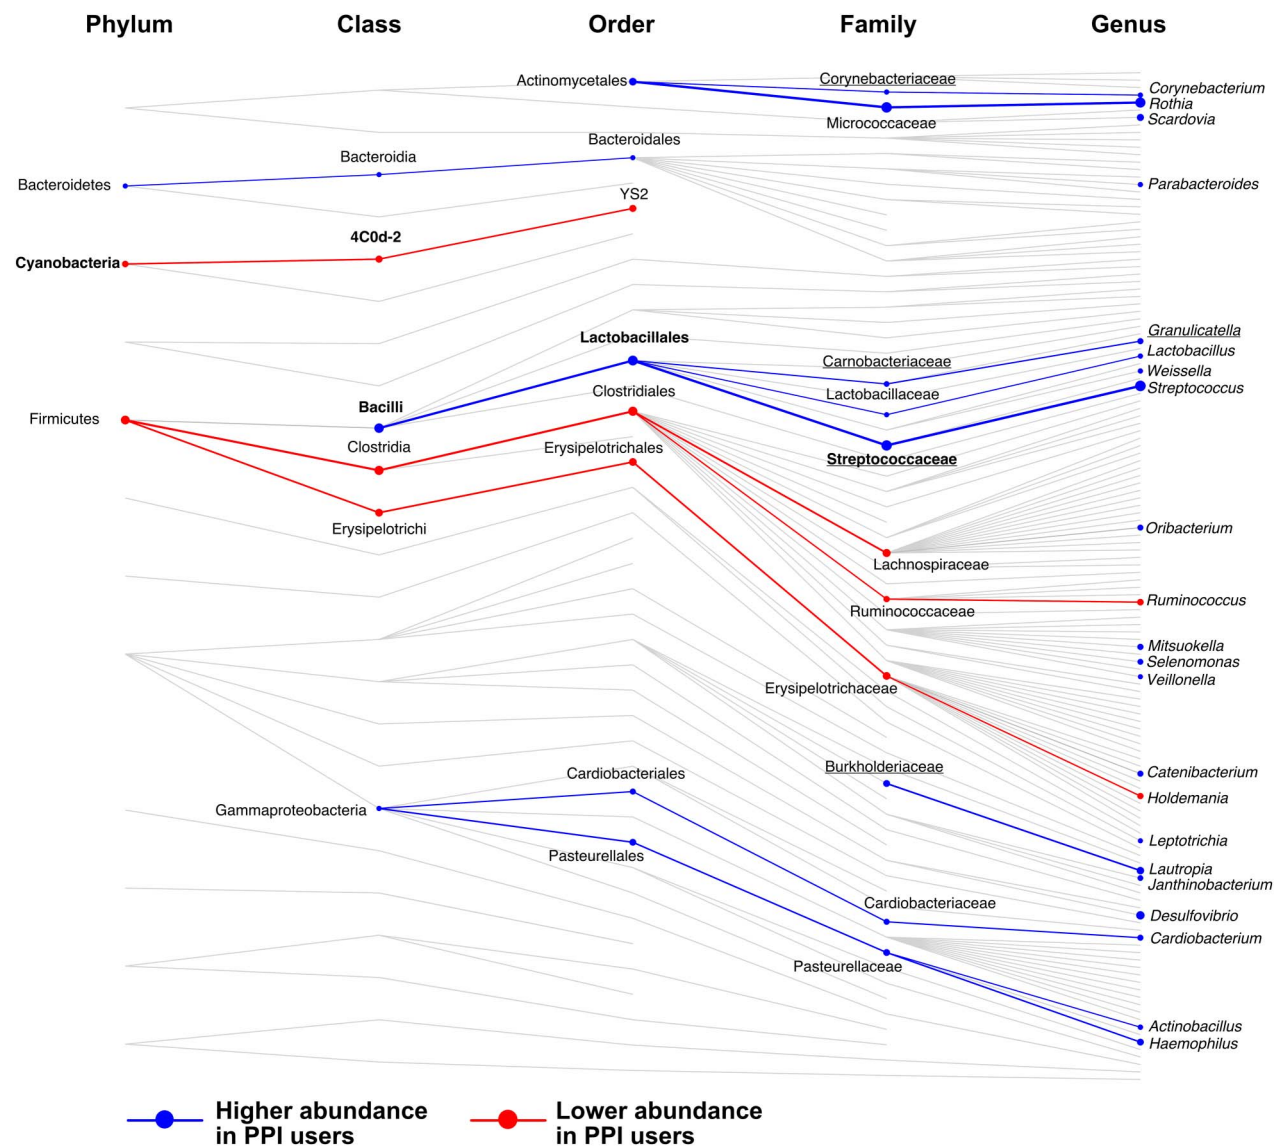 Phylum Class Order Family Genus
Actinomycetales
Corynebacteriaceae
Corynebacterium
Rothia
Scardovia
Micrococcaceae
Bacteroidales
Bacteroidia
Bacteroidetes
Parabacteroides
YS2
4C0d-2
Cyanobacteria
Lactobacillales
Granulicatella
Carnobacteriaceae
Lactobacillus
Weissella
Streptococcus
Lactobacillaceae
Clostridiales
Bacilli
Firmicutes
Clostridia
Erysipelotrichales
Streptococcaceae
Erysipelotrichi
Oribacterium
Lachnospiraceae
Ruminococcus
Ruminococcaceae
Mitsuokella
Selenomonas
Veillonella
Erysipelotrichaceae
Burkholderiaceae
Cardiobacteriales
Catenibacterium
Holdemania
Gammaproteobacteria
Leptotrichia
Pasteurellales
Lautropia
Janthinobacterium
Cardiobacteriaceae
Desulfovibrio
Cardiobacterium
Pasteurellaceae
Actinobacillus
Haemophilus
Higher abundance
in PPI users
Lower abundance
in PPI users